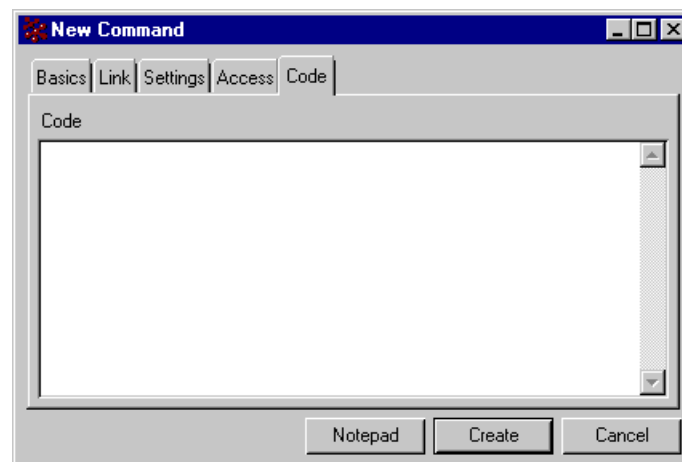 New Command
Basics Link Settings Access Code
Code
Notepad Create Cancel